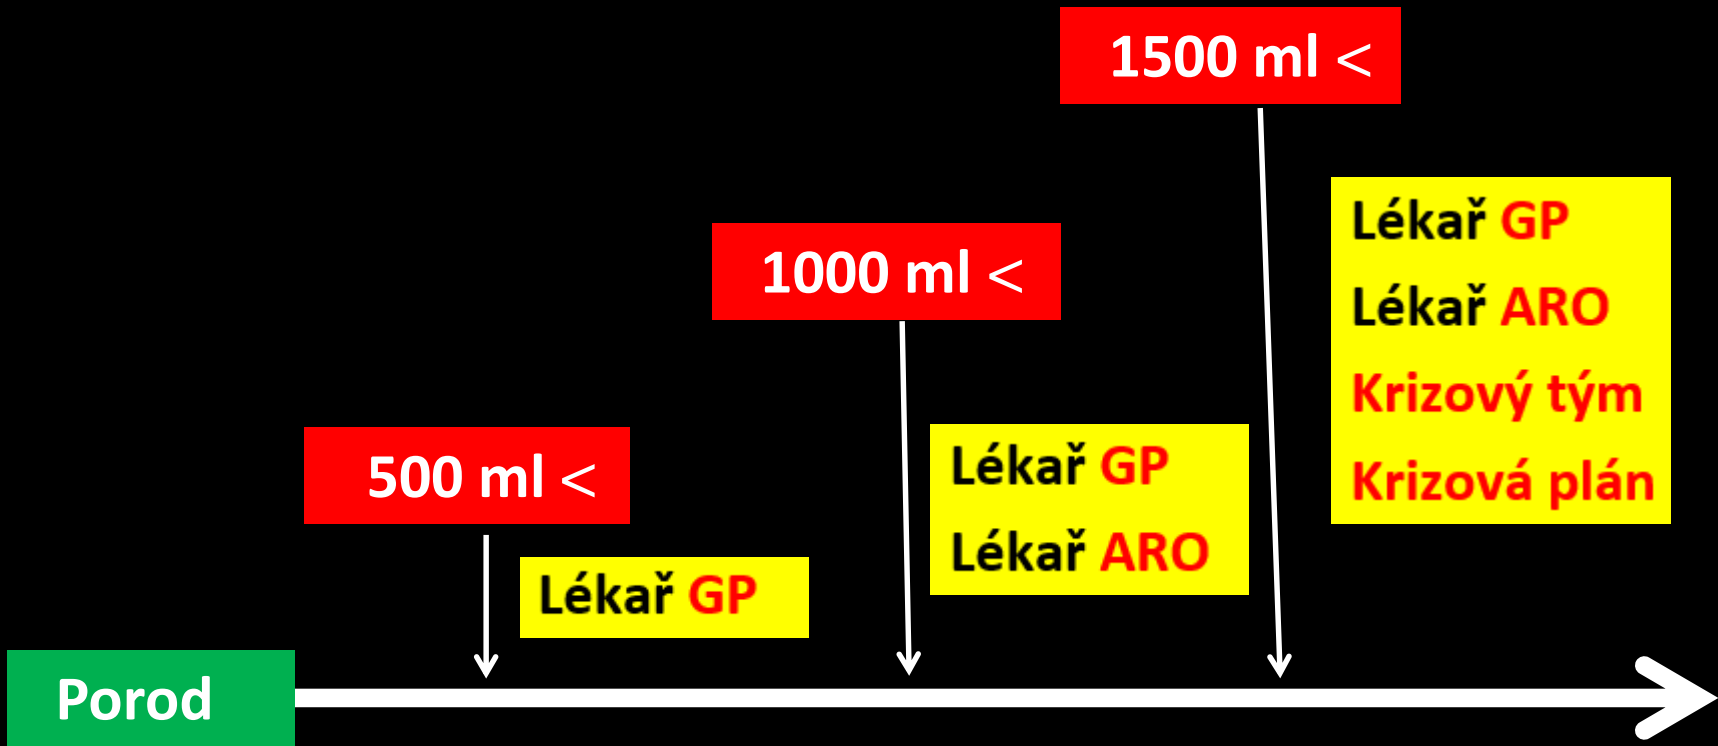 1500 ml <
Lékař GP
Lékař ARO
Krizový tým
Krizová plán
1000 ml <
Lékař GP
Lékař ARO
500 ml <
Lékař GP
Porod